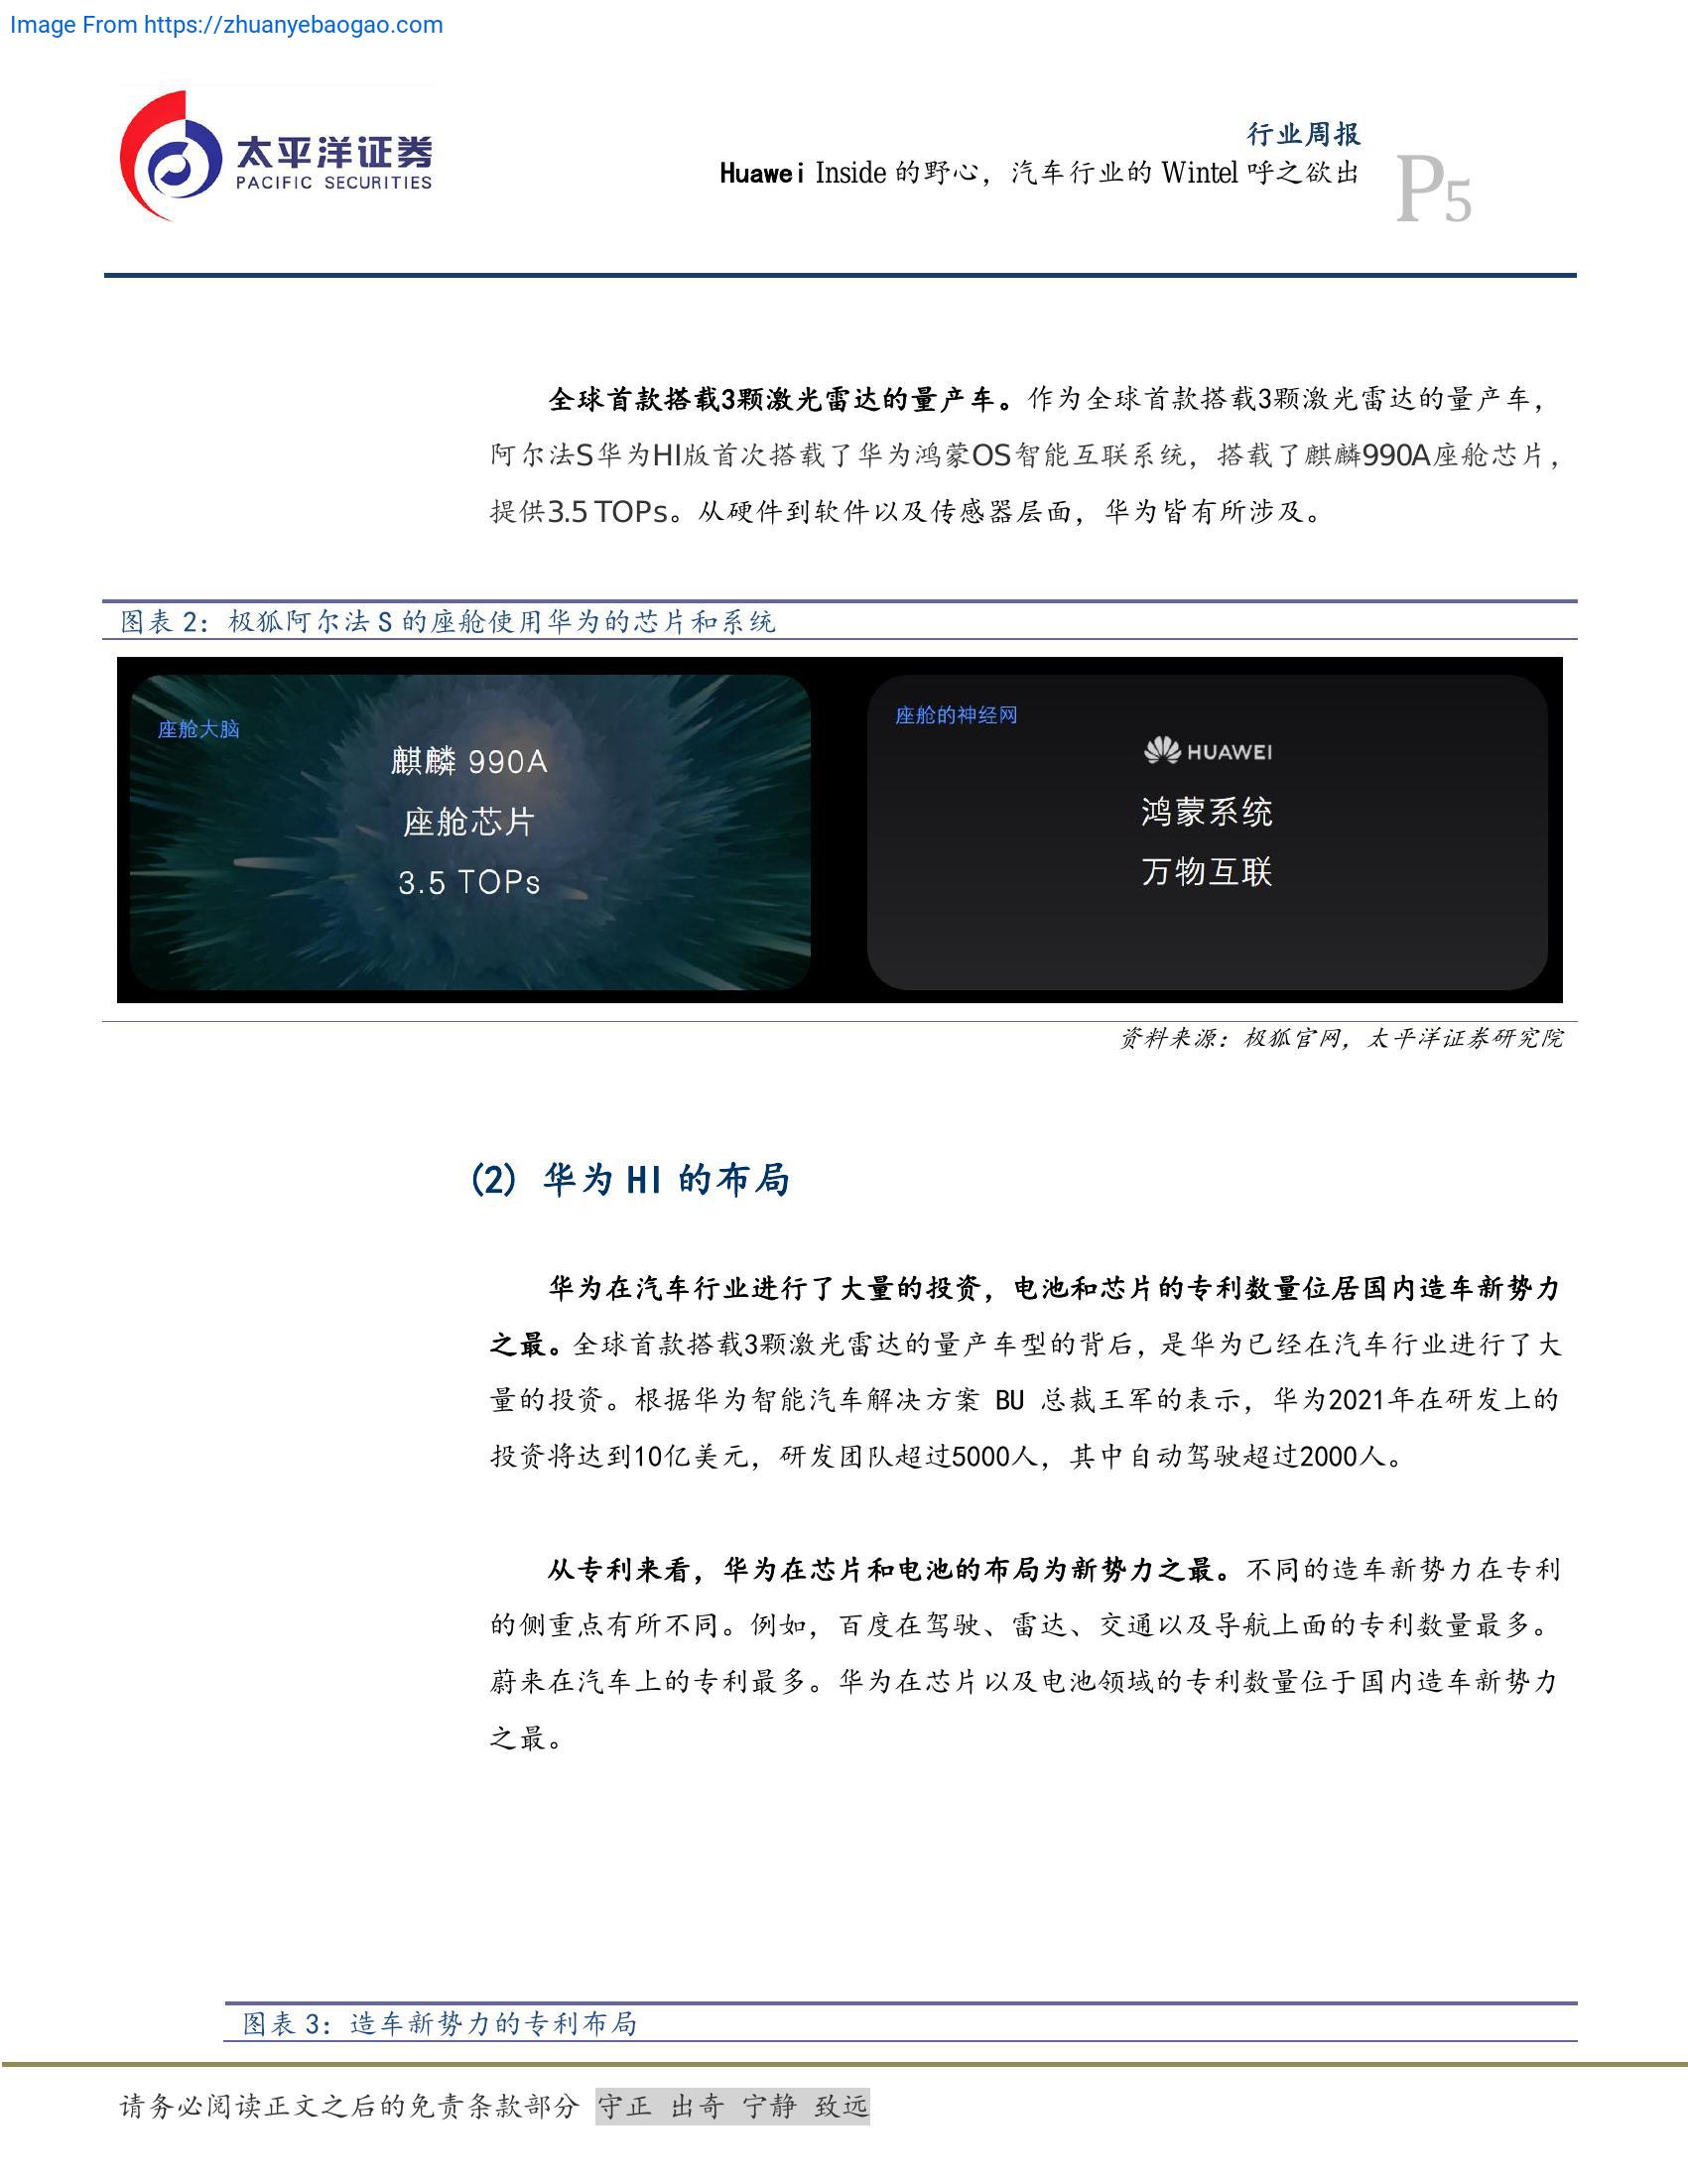 Image From https://zhuanyebaogao.com
太平洋证券
PACIFIC SECURITIES
行业周报
Huawei Inside 的野心，汽车行业的 Wintel 呼之欲出
P5
全球首款搭载3颗激光雷达的量产车。作为全球首款搭载3颗激光雷达的量产车，
阿尔法S华为HI版首次搭载了华为鸿蒙OS智能互联系统，搭载了麒麟990A座舱芯片，
提供3.5 TOPs。从硬件到软件以及传感器层面，华为皆有所涉及。
图表 2：极狐阿尔法 S 的座舱使用华为的芯片和系统
座舱大脑
麒麟 990A
座舱芯片
3.5 TOPs
座舱的神经网
HUAWEI
鸿蒙系统
万物互联
资料来源：极狐官网，太平洋证券研究院
(2) 华为 HI 的布局
华为在汽车行业进行了大量的投资，电池和芯片的专利数量位居国内造车新势力
之最。全球首款搭载3颗激光雷达的量产车型的背后，是华为已经在汽车行业进行了大
量的投资。根据华为智能汽车解决方案 BU 总裁王军的表示，华为2021年在研发上的
投资将达到10亿美元，研发团队超过5000人，其中自动驾驶超过2000人。
从专利来看，华为在芯片和电池的布局为新势力之最。不同的造车新势力在专利
的侧重点有所不同。例如，百度在驾驶、雷达、交通以及导航上面的专利数量最多。
蔚来在汽车上的专利最多。华为在芯片以及电池领域的专利数量位于国内造车新势力
之最。
图表 3：造车新势力的专利布局
请务必阅读正文之后的免责条款部分 守正 出奇 宁静 致远